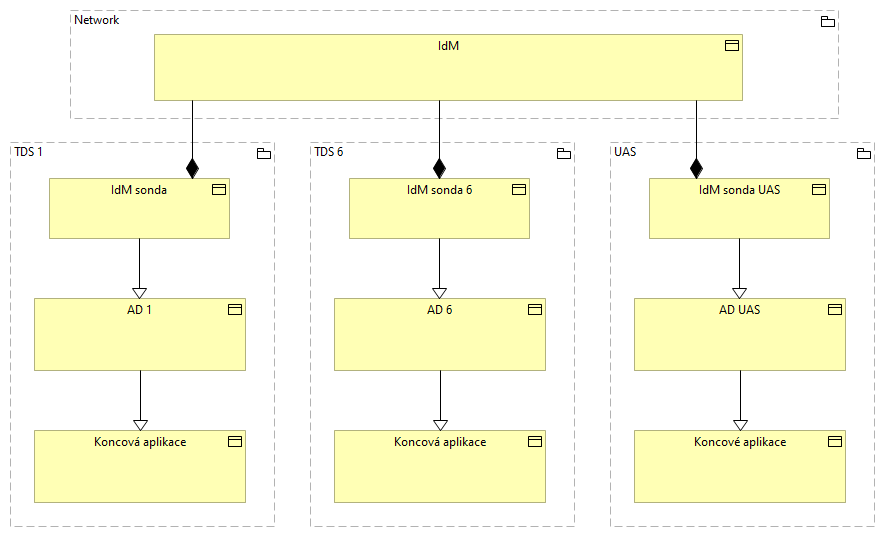 Network
IdM
TDS 1
TDS 6
UAS
IdM sonda
IdM sonda 6
IdM sonda UAS
AD 1
AD 6
AD UAS
Koncová aplikace
Koncová aplikace
Koncové aplikace